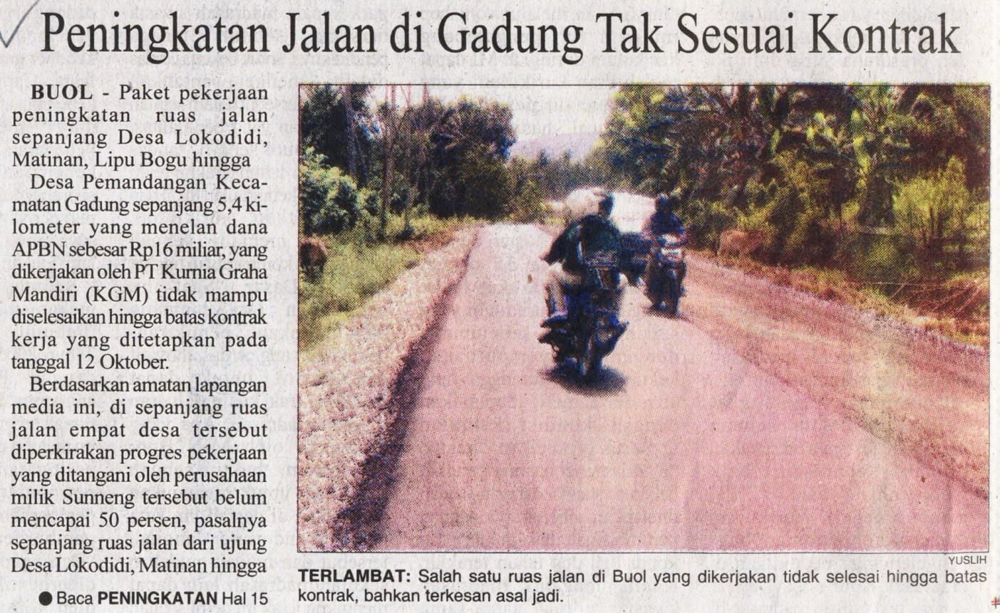 Peningkatan Jalan di Gadung Tak Sesuai Kontrak
BUOL - Paket pekerjaan
peningkatan ruas jalan
sepanjang Desa Lokodidi,
Matinan, Lipu Bogu hingga
Desa Pemandangan Keca-
matan Gadung sepanjang 5,4 ki-
lometer yang menelan dana
APBN sebesar Rp16 miliar, yang
dikerjakan oleh PT Kurnia Graha
Mandiri (KGM) tidak mampu
diselesaikan hingga batas kontrak
kerja yang ditetapkan pada
tanggal 12 Oktober.
Berdasarkan amatan lapangan
media ini, di sepanjang ruas
jalan empat desa tersebut
diperkirakan progres pekerjaan
yang ditangani oleh perusahaan
milik Sunneng tersebut belum
mencapai 50 persen, pasalnya
sepanjang ruas jalan dari ujung
Desa Lokodidi, Matinan hingga
● Baca PENINGKATAN Hal 15
YUSLIH
TERLAMBAT: Salah satu ruas jalan di Buol yang dikerjakan tidak selesai hingga batas
kontrak, bahkan terkesan asal jadi.